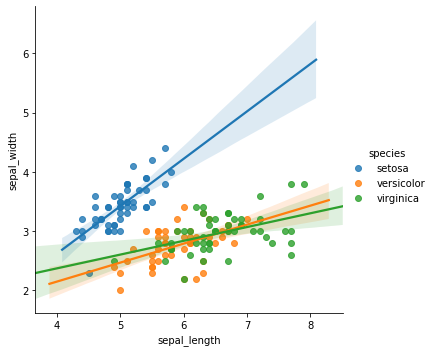 6
5
4
3
2
sepal_width
4
5
6
7
8
sepal_length
species
setosa
versicolor
virginica